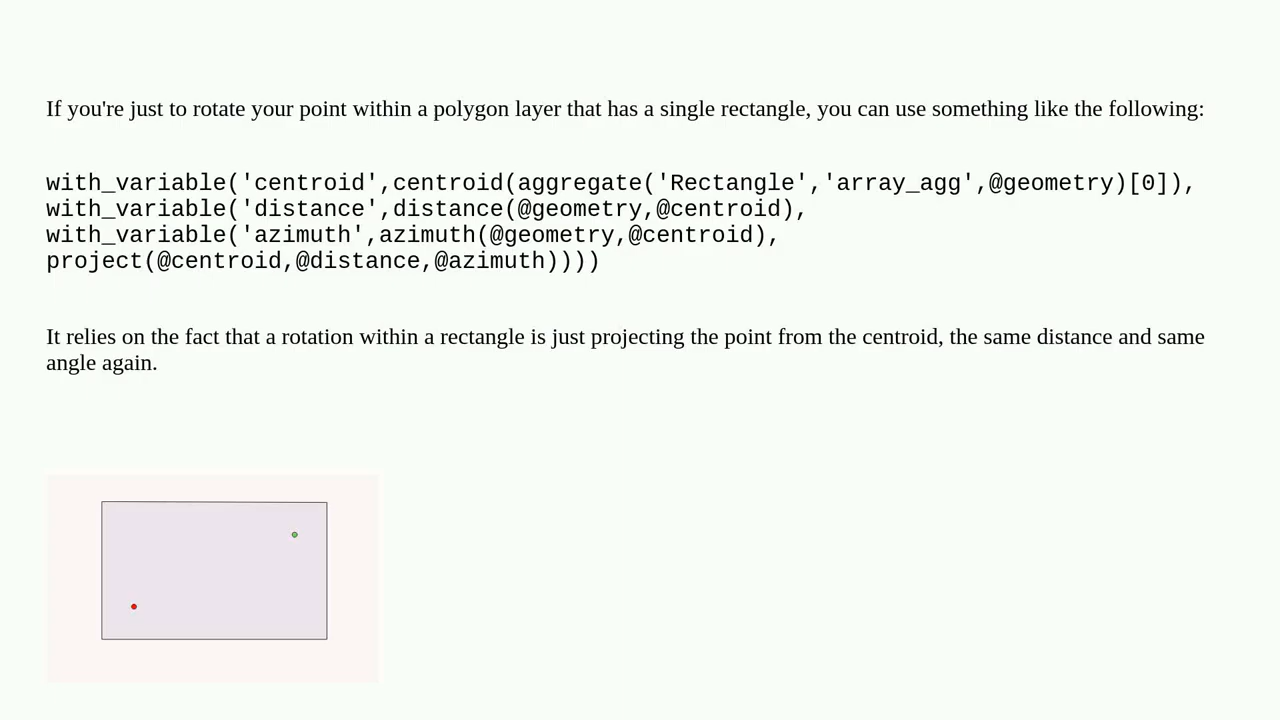 If you're just to rotate your point within a polygon layer that has a single rectangle, you can use something like the following:
with_variable('centroid',centroid(aggregate('Rectangle','array_agg',@geometry)[0]),
with_variable('distance',distance(@geometry,@centroid),
with_variable('azimuth',azimuth(@geometry,@centroid),
project(@centroid,@distance,@azimuth))))
It relies on the fact that a rotation within a rectangle is just projecting the point from the centroid, the same distance and same
angle again.